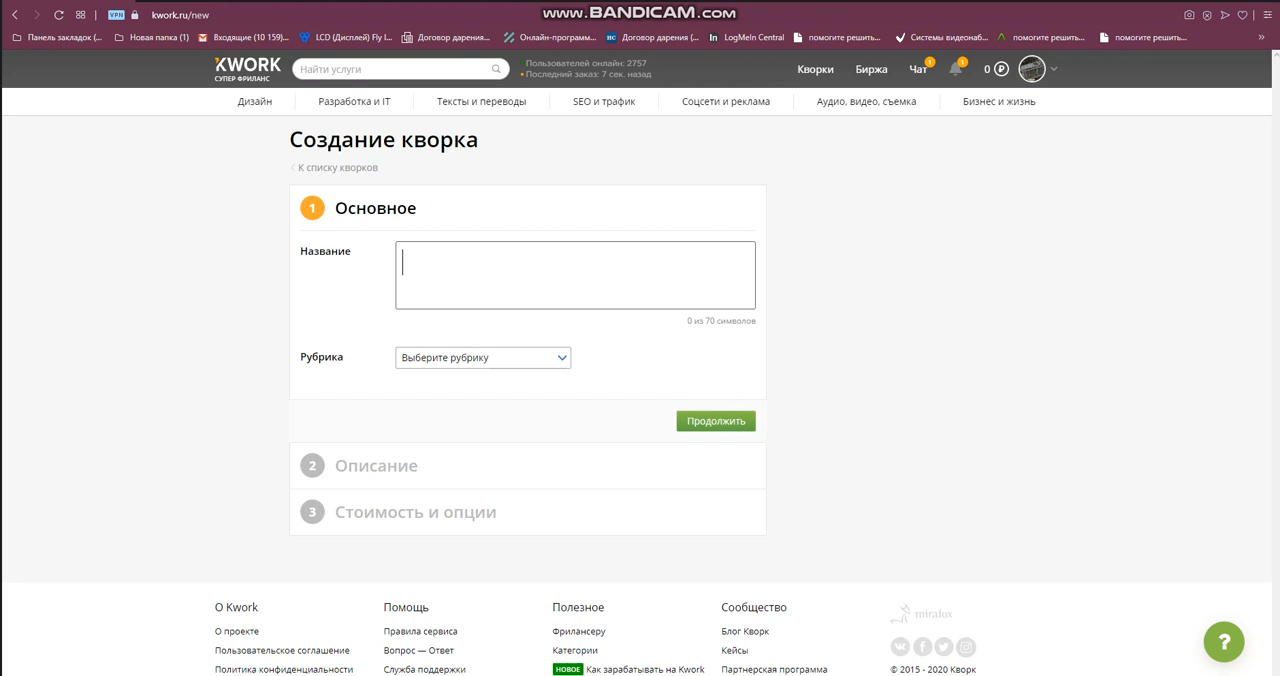 VPN kwork.ru/new
www.BANDICAM.com
Панель закладок (... Новая папка (1) Входящие (10 159)... LCD (Дисплей) Fly I... Договор дарения... Онлайн-программ... НС Договор дарения (... In LogMeIn Central помогите решить... Системы видеонаб... помогите решить... помогите решить... »
KWORK
СУПЕР ФРИЛАНС
Найти услуги
Пользователей онлайн: 2757
Последний заказ: 7 сек. назад
Кворки Биржа Чат 1 1 0 ₽
Дизайн Разработка и IT Тексты и переводы SEO и трафик Соцсети и реклама Аудио, видео, съемка Бизнес и жизнь
Создание кворка
К списку кворков
1 Основное
Название
0 из 70 символов
Рубрика Выберите рубрику
Продолжить
2 Описание
3 Стоимость и опции
О Kwork Помощь Полезное Сообщество
miralox
О проекте Правила сервиса Фрилансеру Блог Кворк
Пользовательское соглашение Вопрос — Ответ Категории Кейсы
Политика конфиденциальности Служба поддержки НОВОЕ Как зарабатывать на Kwork Партнерская программа © 2015 - 2020 Кворк
?